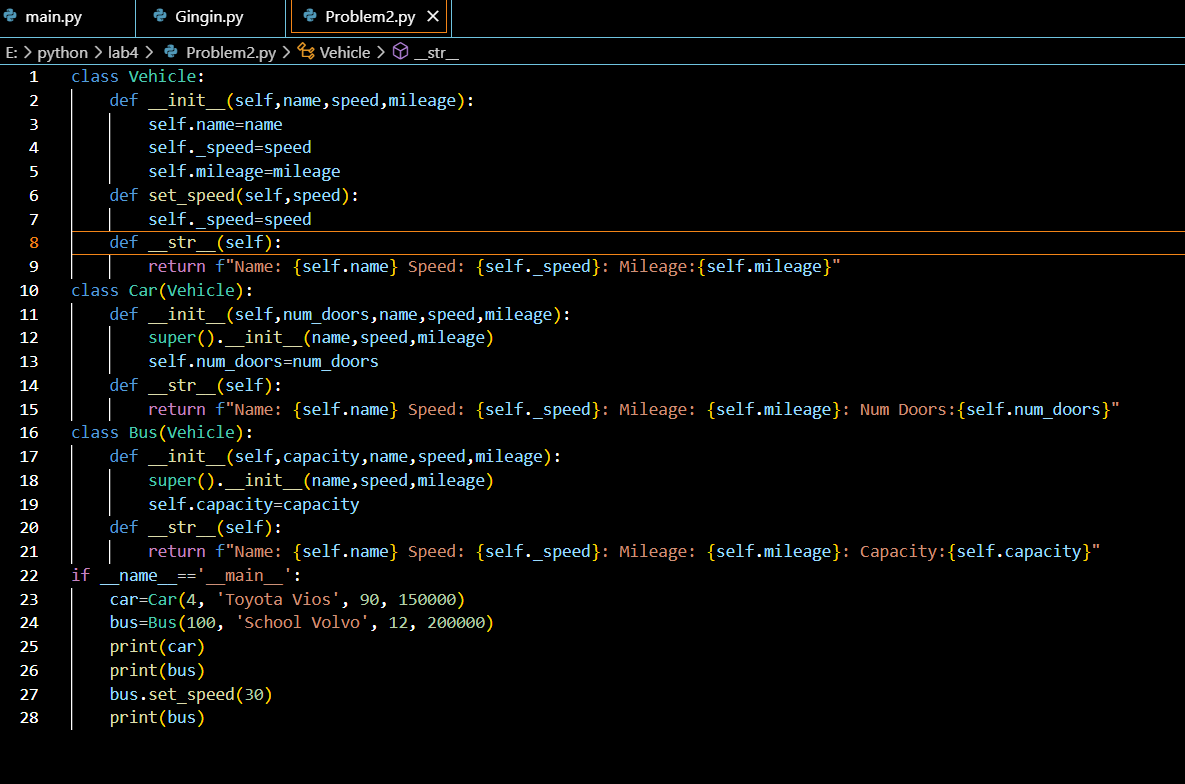 main.py Gingin.py Problem2.py
E: > python > lab4 > Problem2.py > Vehicle > __str__
1 class Vehicle:
2     def __init__(self,name,speed,mileage):
3         self.name=name
4         self._speed=speed
5         self.mileage=mileage
6     def set_speed(self,speed):
7         self._speed=speed
8     def __str__(self):
9         return f"Name: {self.name} Speed: {self._speed}: Mileage:{self.mileage}"
10 class Car(Vehicle):
11     def __init__(self,num_doors,name,speed,mileage):
12         super().__init__(name,speed,mileage)
13         self.num_doors=num_doors
14     def __str__(self):
15         return f"Name: {self.name} Speed: {self._speed}: Mileage: {self.mileage}: Num Doors:{self.num_doors}"
16 class Bus(Vehicle):
17     def __init__(self,capacity,name,speed,mileage):
18         super().__init__(name,speed,mileage)
19         self.capacity=capacity
20     def __str__(self):
21         return f"Name: {self.name} Speed: {self._speed}: Mileage: {self.mileage}: Capacity:{self.capacity}"
22 if __name__=='__main__':
23     car=Car(4, 'Toyota Vios', 90, 150000)
24     bus=Bus(100, 'School Volvo', 12, 200000)
25     print(car)
26     print(bus)
27     bus.set_speed(30)
28     print(bus)